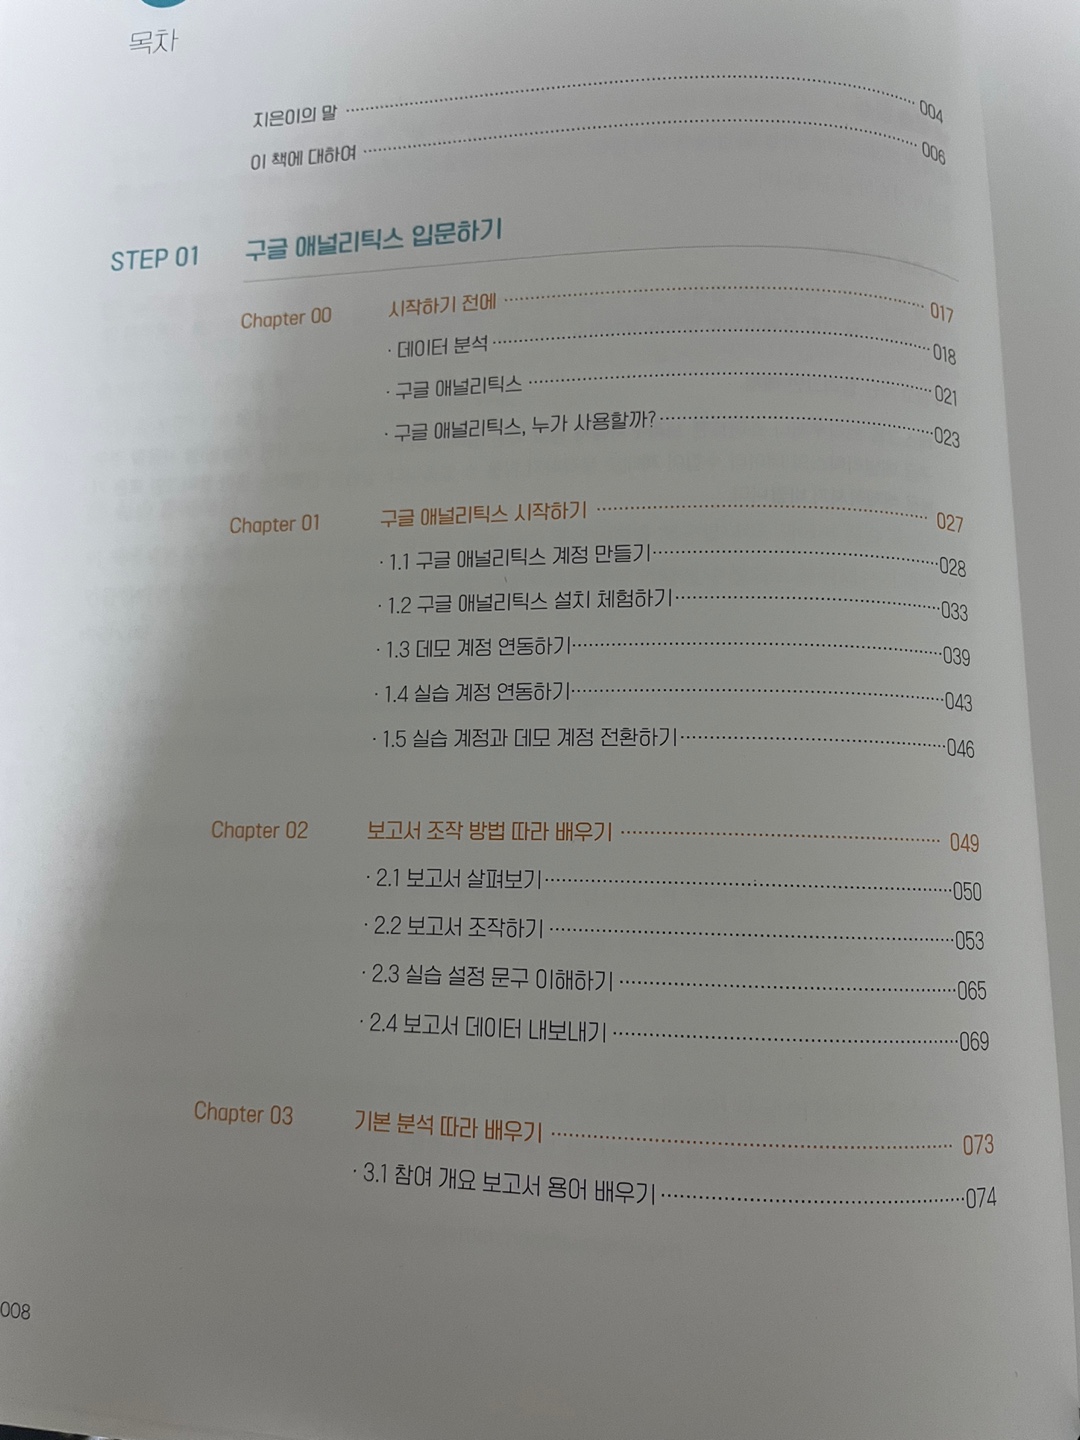 목차
지은이의 말 004
이 책에 대하여 006
STEP 01 구글 애널리틱스 입문하기
Chapter 00 시작하기 전에 017
· 데이터 분석 018
· 구글 애널리틱스 021
· 구글 애널리틱스, 누가 사용할까? 023
Chapter 01 구글 애널리틱스 시작하기 027
· 1.1 구글 애널리틱스 계정 만들기 028
· 1.2 구글 애널리틱스 설치 체험하기 033
· 1.3 데모 계정 연동하기 039
· 1.4 실습 계정 연동하기 043
· 1.5 실습 계정과 데모 계정 전환하기 046
Chapter 02 보고서 조작 방법 따라 배우기 049
· 2.1 보고서 살펴보기 050
· 2.2 보고서 조작하기 053
· 2.3 실습 설정 문구 이해하기 065
· 2.4 보고서 데이터 내보내기 069
Chapter 03 기본 분석 따라 배우기 073
· 3.1 참여 개요 보고서 용어 배우기 074
008